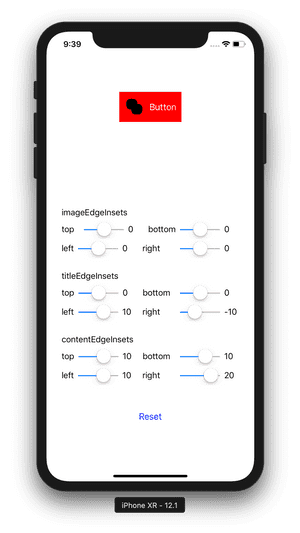 9:39
Button
imageEdgeInsets
top 0 bottom 0
left 0 right 0
titleEdgeInsets
top 0 bottom 0
left 10 right -10
contentEdgeInsets
top 10 bottom 10
left 10 right 20
Reset
iPhone XR - 12.1